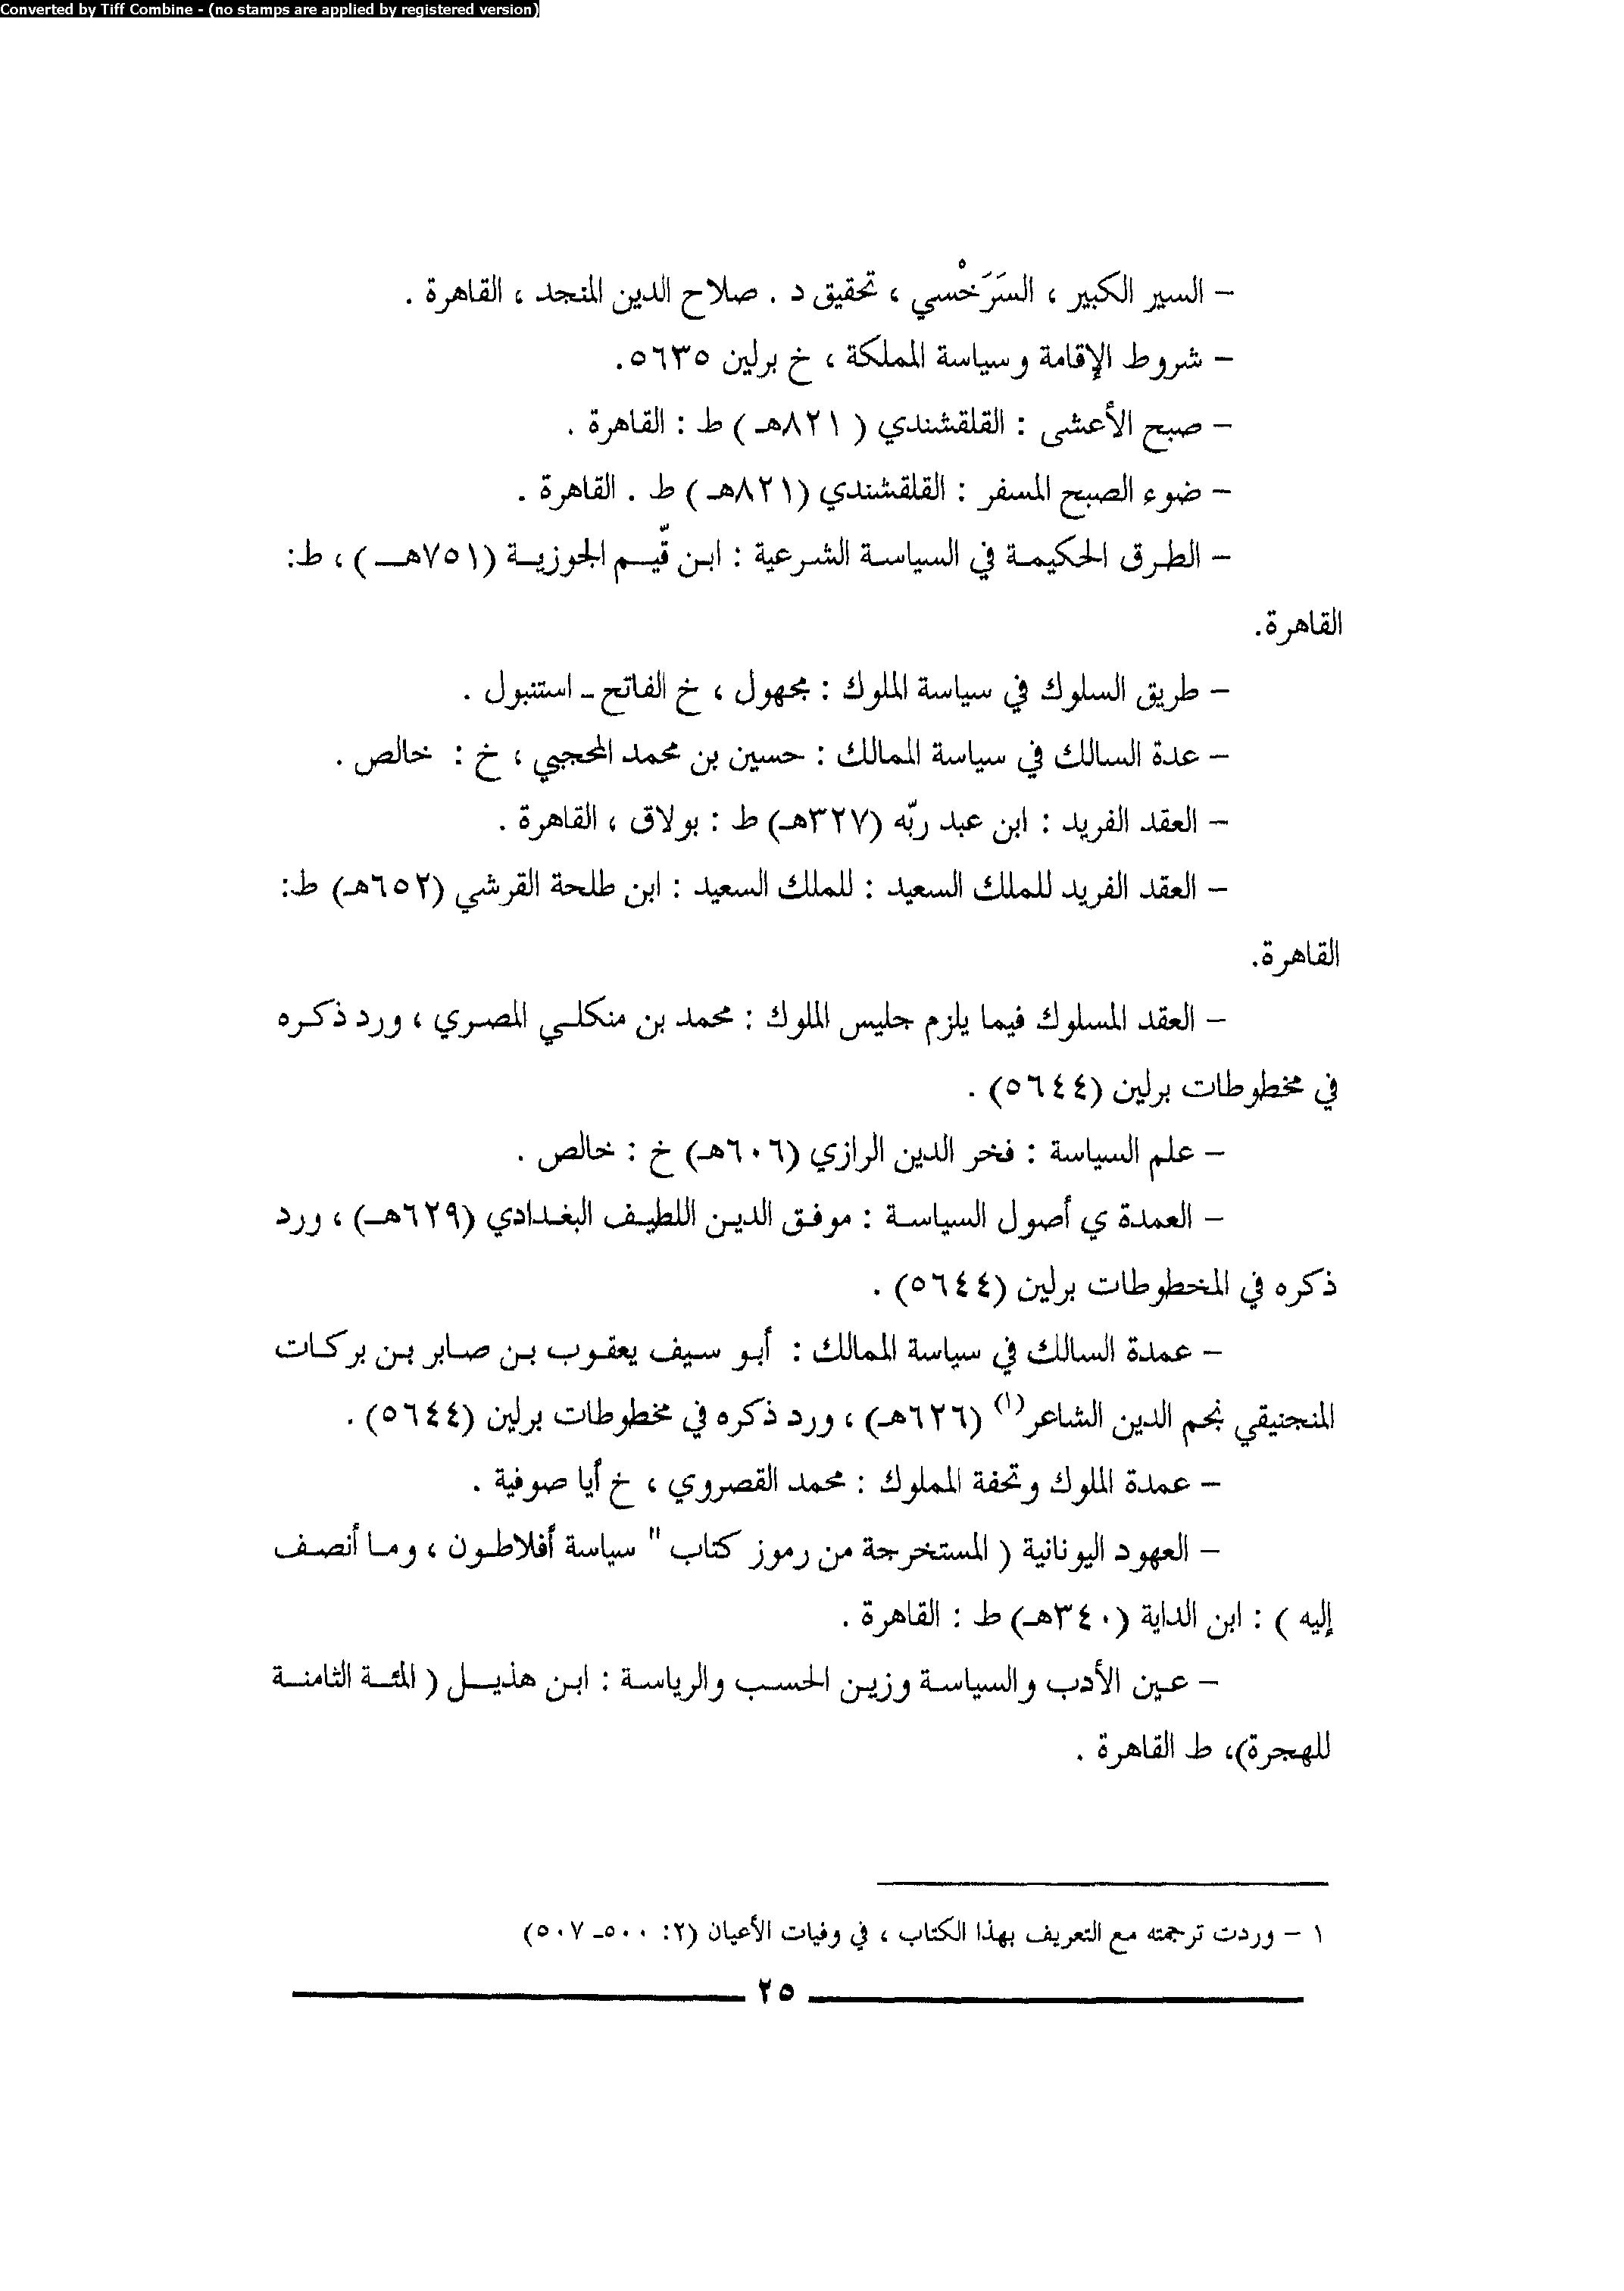 Converted by Tiff Combine - (no stamps are applied by registered version)
– السير الكبير ، السَرَخْسي ، تحقيق د . صلاح الدين المنجد ، القاهرة .
– شروط الإقامة وسياسة المملكة ، خ برلين ٥٦٣٥.
– صبح الأعشى : القلقشندي ( ٨٢١هـ ) ط : القاهرة .
– ضوء الصبح المسفر : القلقشندي (٨٢١هـ ) ط . القاهرة .
– الطرق الحكيمة في السياسة الشرعية : ابن قّيم الجوزية (٧٥١هـ ) ، ط:
القاهرة.
– طريق السلوك في سياسة الملوك : مجهول ، خ الفاتح ـ استنبول .
– عدة السالك في سياسة الممالك : حسين بن محمد المحجبي ، خ : خالص .
– العقد الفريد : ابن عبد ربّه (٣٢٧هـ) ط : بولاق ، القاهرة .
– العقد الفريد للملك السعيد : للملك السعيد : ابن طلحة القرشي (٦٥٢هـ) ط:
القاهرة.
– العقد المسلوك فيما يلزم جليس الملوك : محمد بن منكلي المصري ، ورد ذكره
في مخطوطات برلين (٥٦٤٤) .
– علم السياسة : فخر الدين الرازي (٦٠٦هـ) خ : خالص .
– العمدة ي أصول السياسة : موفق الدين اللطيف البغدادي (٦٢٩هـ) ، ورد
ذكره في المخطوطات برلين (٥٦٤٤) .
– عمدة السالك في سياسة الممالك : أبو سيف يعقوب بن صابر بن بركات
المنجنيقي نجم الدين الشاعر(١) (٦٢٦هـ) ، ورد ذكره في مخطوطات برلين (٥٦٤٤) .
– عمدة الملوك وتحفة المملوك : محمد القصروي ، خ أيا صوفية .
– العهود اليونانية ( المستخرجة من رموز كتاب " سياسة أفلاطون ، وما أنصف
إليه ) : ابن الداية (٣٤٠هـ) ط : القاهرة .
– عين الأدب والسياسة وزين الحسب والرياسة : ابن هذيل ( المئة الثامنة
للهجرة)، ط القاهرة .
١ – وردت ترجمته مع التعريف بهذا الكتاب ، في وفيات الأعيان (٢: ٥٠٠ـ ٥٠٧)
٢٥